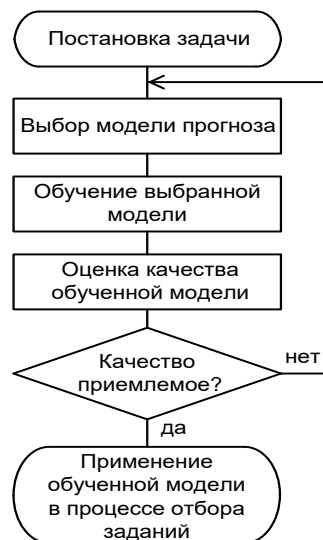 Постановка задачи
Выбор модели прогноза
Обучение выбранной
модели
Оценка качества
обученной модели
Качество
приемлемое?
нет
да
Применение
обученной модели
в процессе отбора
заданий